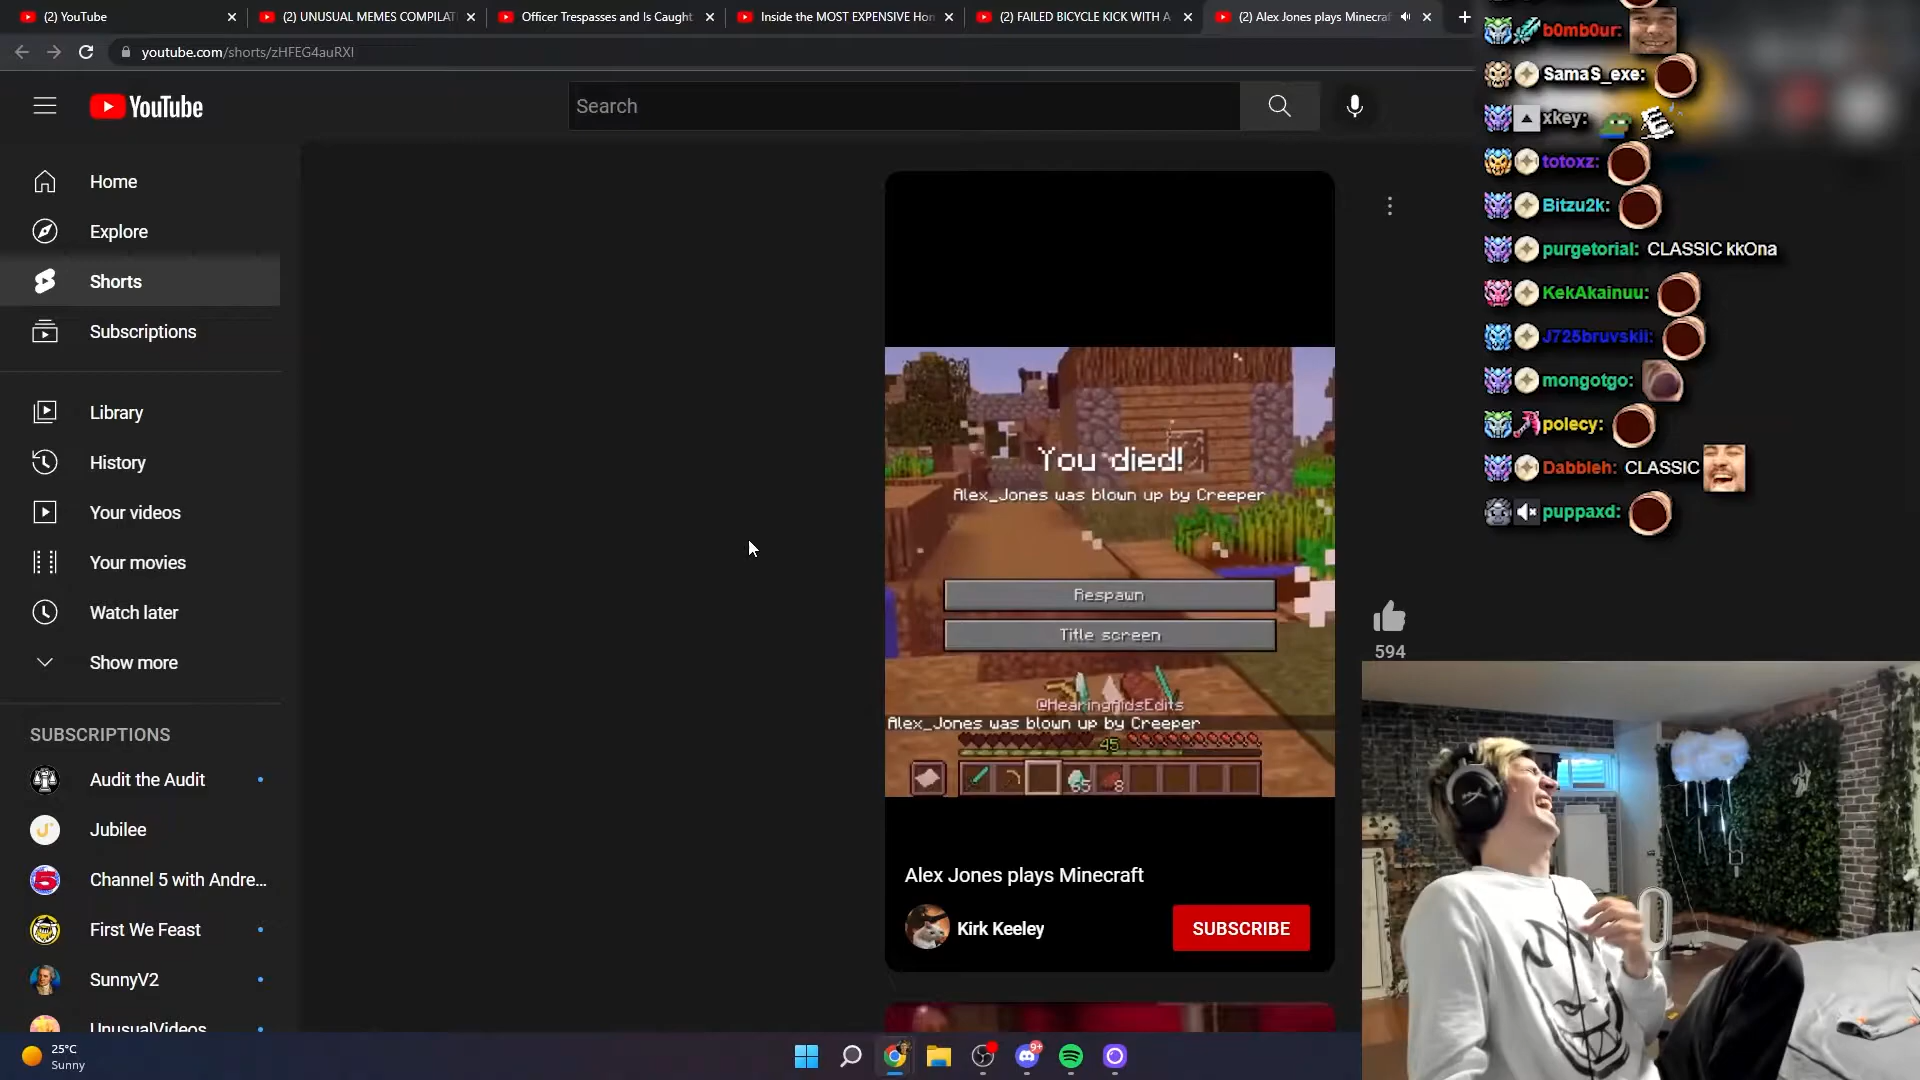 (2) YouTube
(2) UNUSUAL MEMES COMPILAT
Officer Trespasses and Is Caught
Inside the MOST EXPENSIVE Hom
(2) FAILED BICYCLE KICK WITH A
(2) Alex Jones plays Minecraf
youtube.com/shorts/zHFEG4auRXI
YouTube
Search
Home
Explore
Shorts
Subscriptions
Library
History
Your videos
Your movies
Watch later
Show more
SUBSCRIPTIONS
Audit the Audit
Jubilee
Channel 5 with Andre...
First We Feast
SunnyV2
UnusualVideos
You died!
Alex_Jones was blown up by Creeper
Respawn
Title screen
@HearingAidsEdits
Alex_Jones was blown up by Creeper
45
65
8
Alex Jones plays Minecraft
Kirk Keeley
SUBSCRIBE
594
b0mb0ur:
SamaS_exe:
xkey:
totoxz:
Bitzu2k:
purgetorial: CLASSIC kkOna
KekAkainuu:
J725bruvskii:
mongotgo:
polecy:
Dabbleh: CLASSIC
puppaxd:
25°C
Sunny
9+